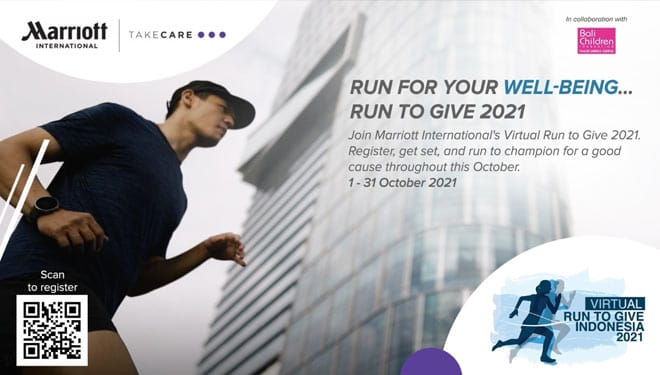 Marriott
INTERNATIONAL
TAKECARE
In collaboration with
Bali
Children
FOUNDATION
RUN FOR YOUR WELL-BEING...
RUN TO GIVE 2021
Join Marriott International's Virtual Run to Give 2021.
Register, get set, and run to champion for a good
cause throughout this October.
1 - 31 October 2021
Scan
to register
VIRTUAL
RUN TO GIVE
INDONESIA
2021